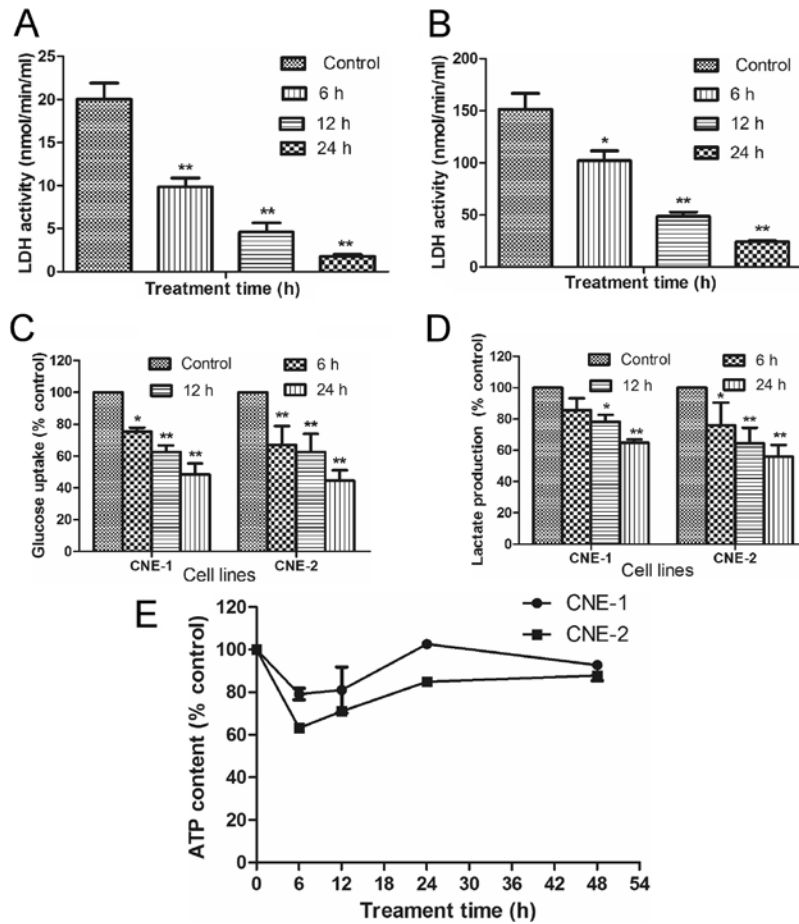 A
LDH activity (nmol/min/ml)
25
20
15
10
5
0
Control
6 h
12 h
24 h
**
**
**
Treatment time (h)
B
LDH activity (nmol/min/ml)
200
150
100
50
0
Control
6 h
12 h
24 h
*
**
**
Treatment time (h)
C
Glucose uptake (% control)
120
100
80
60
40
20
0
Control
6 h
12 h
24 h
*
**
**
**
**
**
CNE-1
CNE-2
Cell lines
D
Lactate production (% control)
120
100
80
60
40
20
0
Control
6 h
12 h
24 h
*
**
*
**
**
CNE-1
CNE-2
Cell lines
E
ATP content (% control)
120
100
80
60
40
20
0
CNE-1
CNE-2
0 6 12 18 24 30 36 42 48 54
Treament time (h)